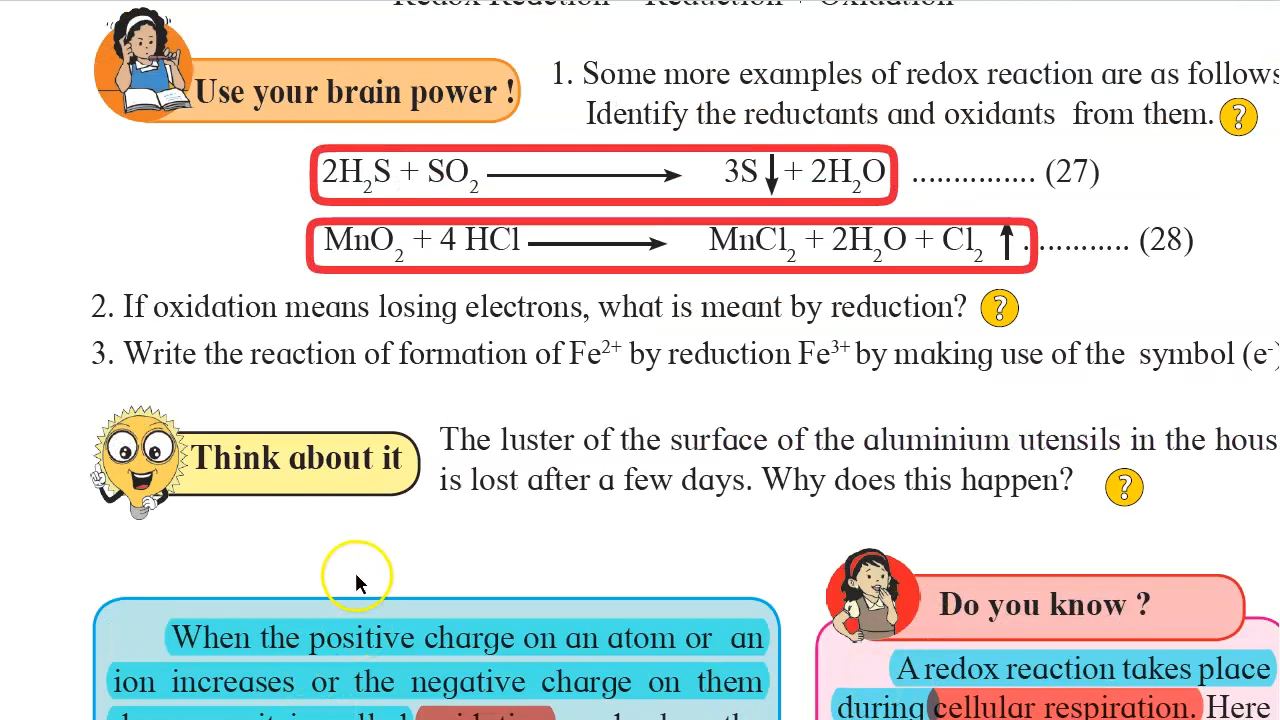 Redox Reaction = Reduction + Oxidation
Use your brain power !
1. Some more examples of redox reaction are as follows
Identify the reductants and oxidants from them. ?
2H₂S + SO₂ ⟶ 3S↓ + 2H₂O ............... (27)
MnO₂ + 4 HCl ⟶ MnCl₂ + 2H₂O + Cl₂ ↑ ............ (28)
2. If oxidation means losing electrons, what is meant by reduction? ?
3. Write the reaction of formation of Fe²⁺ by reduction Fe³⁺ by making use of the symbol (e⁻)
Think about it
The luster of the surface of the aluminium utensils in the hous
is lost after a few days. Why does this happen? ?
When the positive charge on an atom or an
ion increases or the negative charge on them
Do you know ?
A redox reaction takes place
during cellular respiration. Here